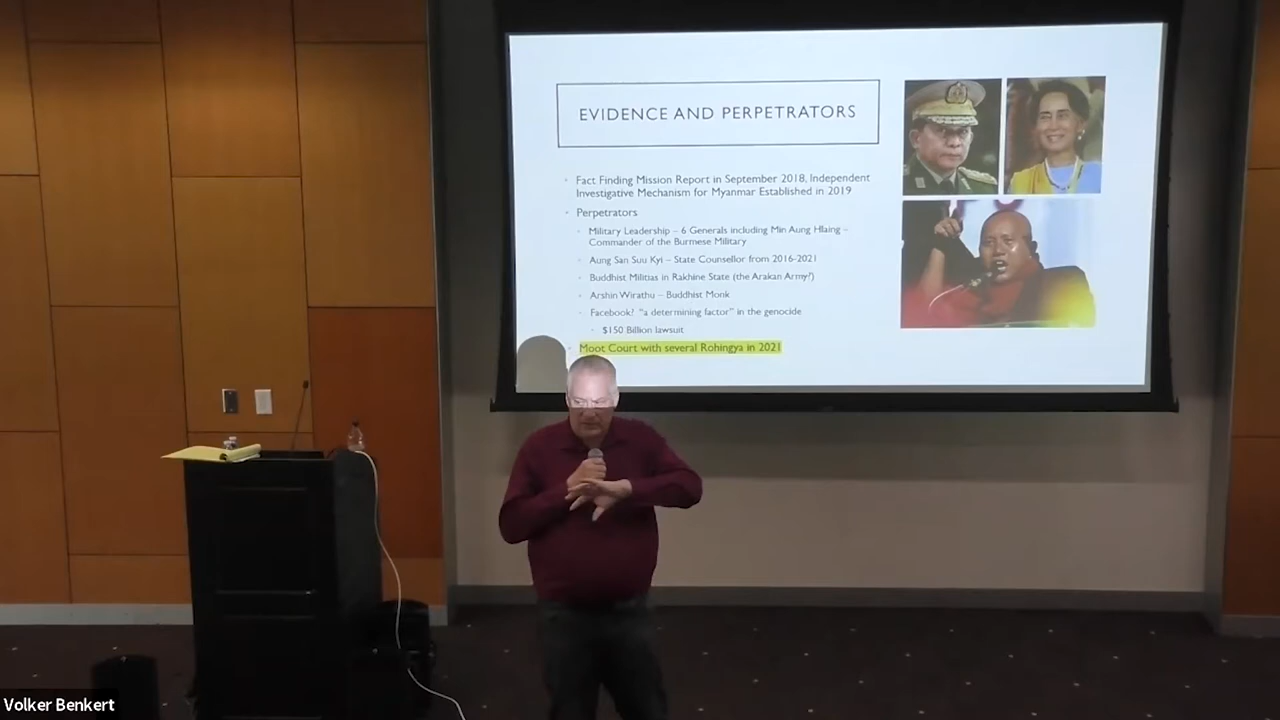 EVIDENCE AND PERPETRATORS
Fact Finding Mission Report in September 2018, Independent
Investigative Mechanism for Myanmar Established in 2019
Perpetrators
Military Leadership – 6 Generals including Min Aung Hlaing –
Commander of the Burmese Military
Aung San Suu Kyi – State Counsellor from 2016-2021
Buddhist Militias in Rakhine State (the Arakan Army?)
Arshin Wirathu – Buddhist Monk
Facebook? "a determining factor" in the genocide
$150 Billion lawsuit
Moot Court with several Rohingya in 2021
Volker Benkert